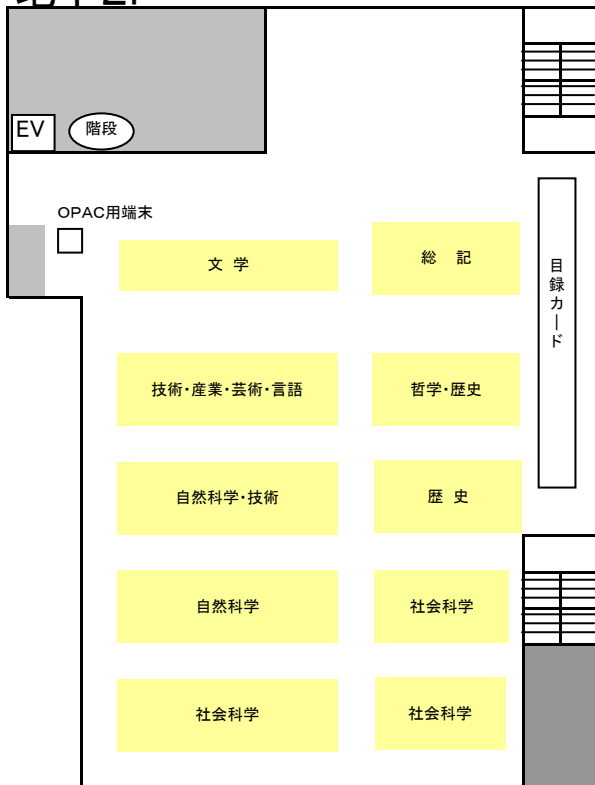 EV
階段
OPAC用端末
文 学
総 記
目録カード
技術・産業・芸術・言語
哲学・歴史
自然科学・技術
歴 史
自然科学
社会科学
社会科学
社会科学